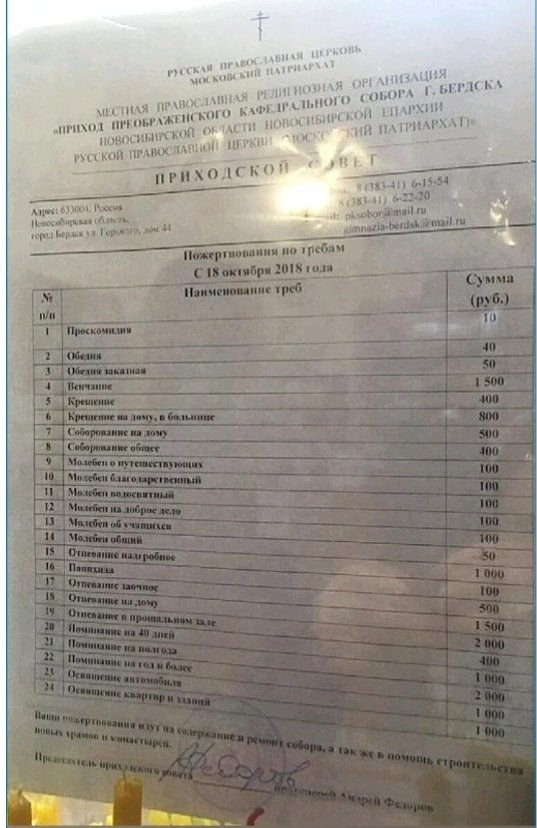 РУССКАЯ ПРАВОСЛАВНАЯ ЦЕРКОВЬ
МОСКОВСКИЙ ПАТРИАРХАТ
МЕСТНАЯ ПРАВОСЛАВНАЯ РЕЛИГИОЗНАЯ ОРГАНИЗАЦИЯ
«ПРИХОД ПРЕОБРАЖЕНСКОГО КАФЕДРАЛЬНОГО СОБОРА Г. БЕРДСКА
НОВОСИБИРСКОЙ ОБЛАСТИ НОВОСИБИРСКОЙ ЕПАРХИИ
РУССКОЙ ПРАВОСЛАВНОЙ ЦЕРКВИ (МОСКОВСКИЙ ПАТРИАРХАТ)»
ПРИХОДСКОЙ СОВЕТ
Адрес: 633004, Россия
Новосибирская область,
город Бердск ул. Горького, дом 44
8 (383-41) 6-15-54
8 (383-41) 6-22-20
pksobor@mail.ru
gimnazia-berdsk@mail.ru
Пожертвования по требам
С 18 октября 2018 года
№ п/п Наименование треб Сумма (руб.)
1 Проскомидия 10
2 Обедня 40
3 Обедня заказная 50
4 Венчание 1 500
5 Крещение 400
6 Крещение на дому, в больнице 800
7 Соборование на дому 500
8 Соборование общее 400
9 Молебен о путешествующих 100
10 Молебен благодарственный 100
11 Молебен водосвятный 100
12 Молебен на доброе дело 100
13 Молебен об учащихся 100
14 Молебен общий 50
15 Отпевание надгробное 1 000
16 Панихида 100
17 Отпевание заочное 500
18 Отпевание на дому 1 500
19 Отпевание в прощальном зале 2 000
20 Поминание на 40 дней 400
21 Поминание на полгода 1 000
22 Поминание на год и более 2 000
23 Освящение автомобиля 1 000
24 Освящение квартир и зданий 1 000
Ваши пожертвования идут на содержание и ремонт собора, а так же в помощь строительства
новых храмов и монастырей.
Председатель приходского совета протоиерей Андрей Федоров